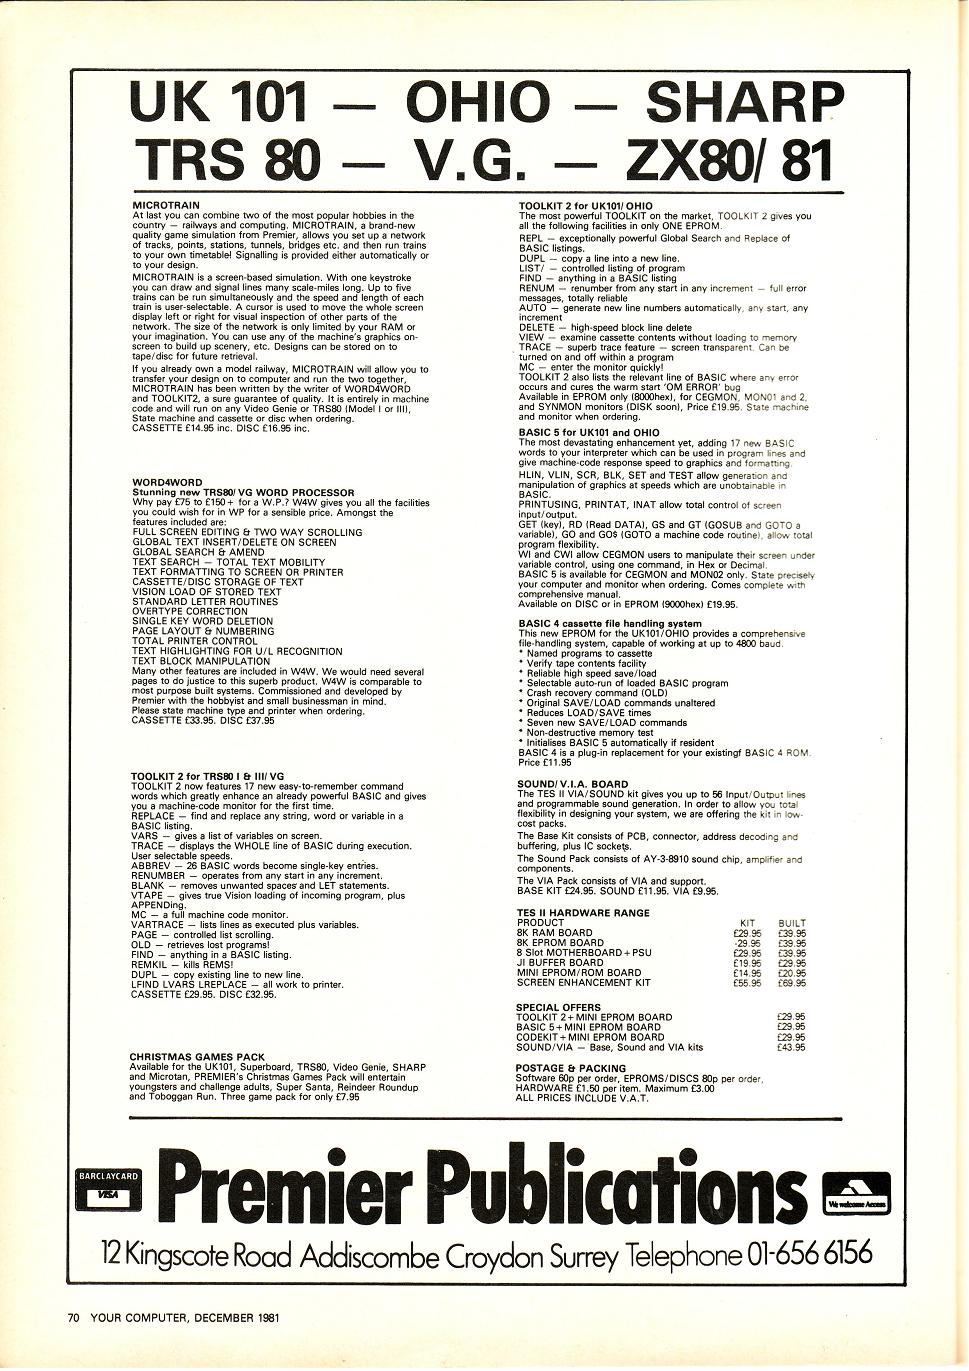 UK 101 — OHIO — SHARP
TRS 80 — V.G. — ZX80/ 81
MICROTRAIN
At last you can combine two of the most popular hobbies in the
country — railways and computing. MICROTRAIN, a brand-new
quality game simulation from Premier, allows you set up a network
of tracks, points, stations, tunnels, bridges etc. and then run trains
to your own timetable! Signalling is provided either automatically or
to your design.
MICROTRAIN is a screen-based simulation. With one keystroke
you can draw and signal lines many scale-miles long. Up to five
trains can be run simultaneously and the speed and length of each
train is user-selectable. A cursor is used to move the whole screen
display left or right for visual inspection of other parts of the
network. The size of the network is only limited by your RAM or
your imagination. You can use any of the machine's graphics on-
screen to build up scenery, etc. Designs can be stored on to
tape/disc for future retrieval.
If you already own a model railway, MICROTRAIN will allow you to
transfer your design on to computer and run the two together,
MICROTRAIN has been written by the writer of WORD4WORD
and TOOLKIT2, a sure guarantee of quality. It is entirely in machine
code and will run on any Video Genie or TRS80 (Model I or III),
State machine and cassette or disc when ordering.
CASSETTE £14.95 inc. DISC £16.95 inc.
WORD4WORD
Stunning new TRS80/ VG WORD PROCESSOR
Why pay £75 to £150+ for a W.P.? W4W gives you all the facilities
you could wish for in WP for a sensible price. Amongst the
features included are:
FULL SCREEN EDITING & TWO WAY SCROLLING
GLOBAL TEXT INSERT/DELETE ON SCREEN
GLOBAL SEARCH & AMEND
TEXT SEARCH — TOTAL TEXT MOBILITY
TEXT FORMATTING TO SCREEN OR PRINTER
CASSETTE/DISC STORAGE OF TEXT
VISION LOAD OF STORED TEXT
STANDARD LETTER ROUTINES
OVERTYPE CORRECTION
SINGLE KEY WORD DELETION
PAGE LAYOUT & NUMBERING
TOTAL PRINTER CONTROL
TEXT HIGHLIGHTING FOR U/L RECOGNITION
TEXT BLOCK MANIPULATION
Many other features are included in W4W. We would need several
pages to do justice to this superb product. W4W is comparable to
most purpose built systems. Commissioned and developed by
Premier with the hobbyist and small businessman in mind.
Please state machine type and printer when ordering.
CASSETTE £33.95. DISC £37.95
TOOLKIT 2 for TRS80 I & III/ VG
TOOLKIT 2 now features 17 new easy-to-remember command
words which greatly enhance an already powerful BASIC and gives
you a machine-code monitor for the first time.
REPLACE — find and replace any string, word or variable in a
BASIC listing.
VARS — gives a list of variables on screen.
TRACE — displays the WHOLE line of BASIC during execution.
User selectable speeds.
ABBREV — 26 BASIC words become single-key entries.
RENUMBER — operates from any start in any increment.
BLANK — removes unwanted spaces and LET statements.
VTAPE — gives true Vision loading of incoming program, plus
APPENDing.
MC — a full machine code monitor.
VARTRACE — lists lines as executed plus variables.
PAGE — controlled list scrolling.
OLD — retrieves lost programs!
FIND — anything in a BASIC listing.
REMKIL — kills REMS!
DUPL — copy existing line to new line.
LFIND LVARS LREPLACE — all work to printer.
CASSETTE £29.95. DISC £32.95.
CHRISTMAS GAMES PACK
Available for the UK101, Superboard, TRS80, Video Genie, SHARP
and Microtan, PREMIER's Christmas Games Pack will entertain
youngsters and challenge adults, Super Santa, Reindeer Roundup
and Toboggan Run. Three game pack for only £7.95
TOOLKIT 2 for UK101/ OHIO
The most powerful TOOLKIT on the market, TOOLKIT 2 gives you
all the following facilities in only ONE EPROM.
REPL — exceptionally powerful Global Search and Replace of
BASIC listings.
DUPL — copy a line into a new line.
LIST/ — controlled listing of program
FIND — anything in a BASIC listing
RENUM — renumber from any start in any increment — full error
messages, totally reliable
AUTO — generate new line numbers automatically, any start, any
increment
DELETE — high-speed block line delete
VIEW — examine cassette contents without loading to memory
TRACE — superb trace feature — screen transparent. Can be
turned on and off within a program
MC — enter the monitor quickly!
TOOLKIT 2 also lists the relevant line of BASIC where any error
occurs and cures the warm start 'OM ERROR' bug
Available in EPROM only (8000hex), for CEGMON, MON01 and 2,
and SYNMON monitors (DISK soon), Price £19.95. State machine
and monitor when ordering.
BASIC 5 for UK101 and OHIO
The most devastating enhancement yet, adding 17 new BASIC
words to your interpreter which can be used in program lines and
give machine-code response speed to graphics and formatting.
HLIN, VLIN, SCR, BLK, SET and TEST allow generation and
manipulation of graphics at speeds which are unobtainable in
BASIC.
PRINTUSING, PRINTAT, INAT allow total control of screen
input/output.
GET (key), RD (Read DATA), GS and GT (GOSUB and GOTO a
variable), GO and GO$ (GOTO a machine code routine), allow total
program flexibility.
WI and CWI allow CEGMON users to manipulate their screen under
variable control, using one command, in Hex or Decimal.
BASIC 5 is available for CEGMON and MON02 only. State precisely
your computer and monitor when ordering. Comes complete with
comprehensive manual.
Available on DISC or in EPROM (9000hex) £19.95.
BASIC 4 cassette file handling system
This new EPROM for the UK101/OHIO provides a comprehensive
file-handling system, capable of working at up to 4800 baud.
* Named programs to cassette
* Verify tape contents facility
* Reliable high speed save/load
* Selectable auto-run of loaded BASIC program
* Crash recovery command (OLD)
* Original SAVE/LOAD commands unaltered
* Reduces LOAD/SAVE times
* Seven new SAVE/LOAD commands
* Non-destructive memory test
* Initialises BASIC 5 automatically if resident
BASIC 4 is a plug-in replacement for your existingf BASIC 4 ROM.
Price £11.95
SOUND/ V.I.A. BOARD
The TES II VIA/SOUND kit gives you up to 56 Input/Output lines
and programmable sound generation. In order to allow you total
flexibility in designing your system, we are offering the kit in low-
cost packs.
The Base Kit consists of PCB, connector, address decoding and
buffering, plus IC sockets.
The Sound Pack consists of AY-3-8910 sound chip, amplifier and
components.
The VIA Pack consists of VIA and support.
BASE KIT £24.95. SOUND £11.95. VIA £9.95.
TES II HARDWARE RANGE
PRODUCT KIT BUILT
8K RAM BOARD £29.95 £39.95
8K EPROM BOARD -29.95 £39.95
8 Slot MOTHERBOARD+PSU £29.95 £39.95
JI BUFFER BOARD £19.95 £29.95
MINI EPROM/ROM BOARD £14.95 £20.95
SCREEN ENHANCEMENT KIT £55.95 £69.95
SPECIAL OFFERS
TOOLKIT 2+MINI EPROM BOARD £29.95
BASIC 5+MINI EPROM BOARD £29.95
CODEKIT+MINI EPROM BOARD £29.95
SOUND/VIA — Base, Sound and VIA kits £43.95
POSTAGE & PACKING
Software 60p per order, EPROMS/DISCS 80p per order,
HARDWARE £1.50 per item. Maximum £3.00
ALL PRICES INCLUDE V.A.T.
BARCLAYCARD
VISA
Premier Publications
We welcome Access
12 Kingscote Road Addiscombe Croydon Surrey Telephone 01-656 6156
70 YOUR COMPUTER, DECEMBER 1981